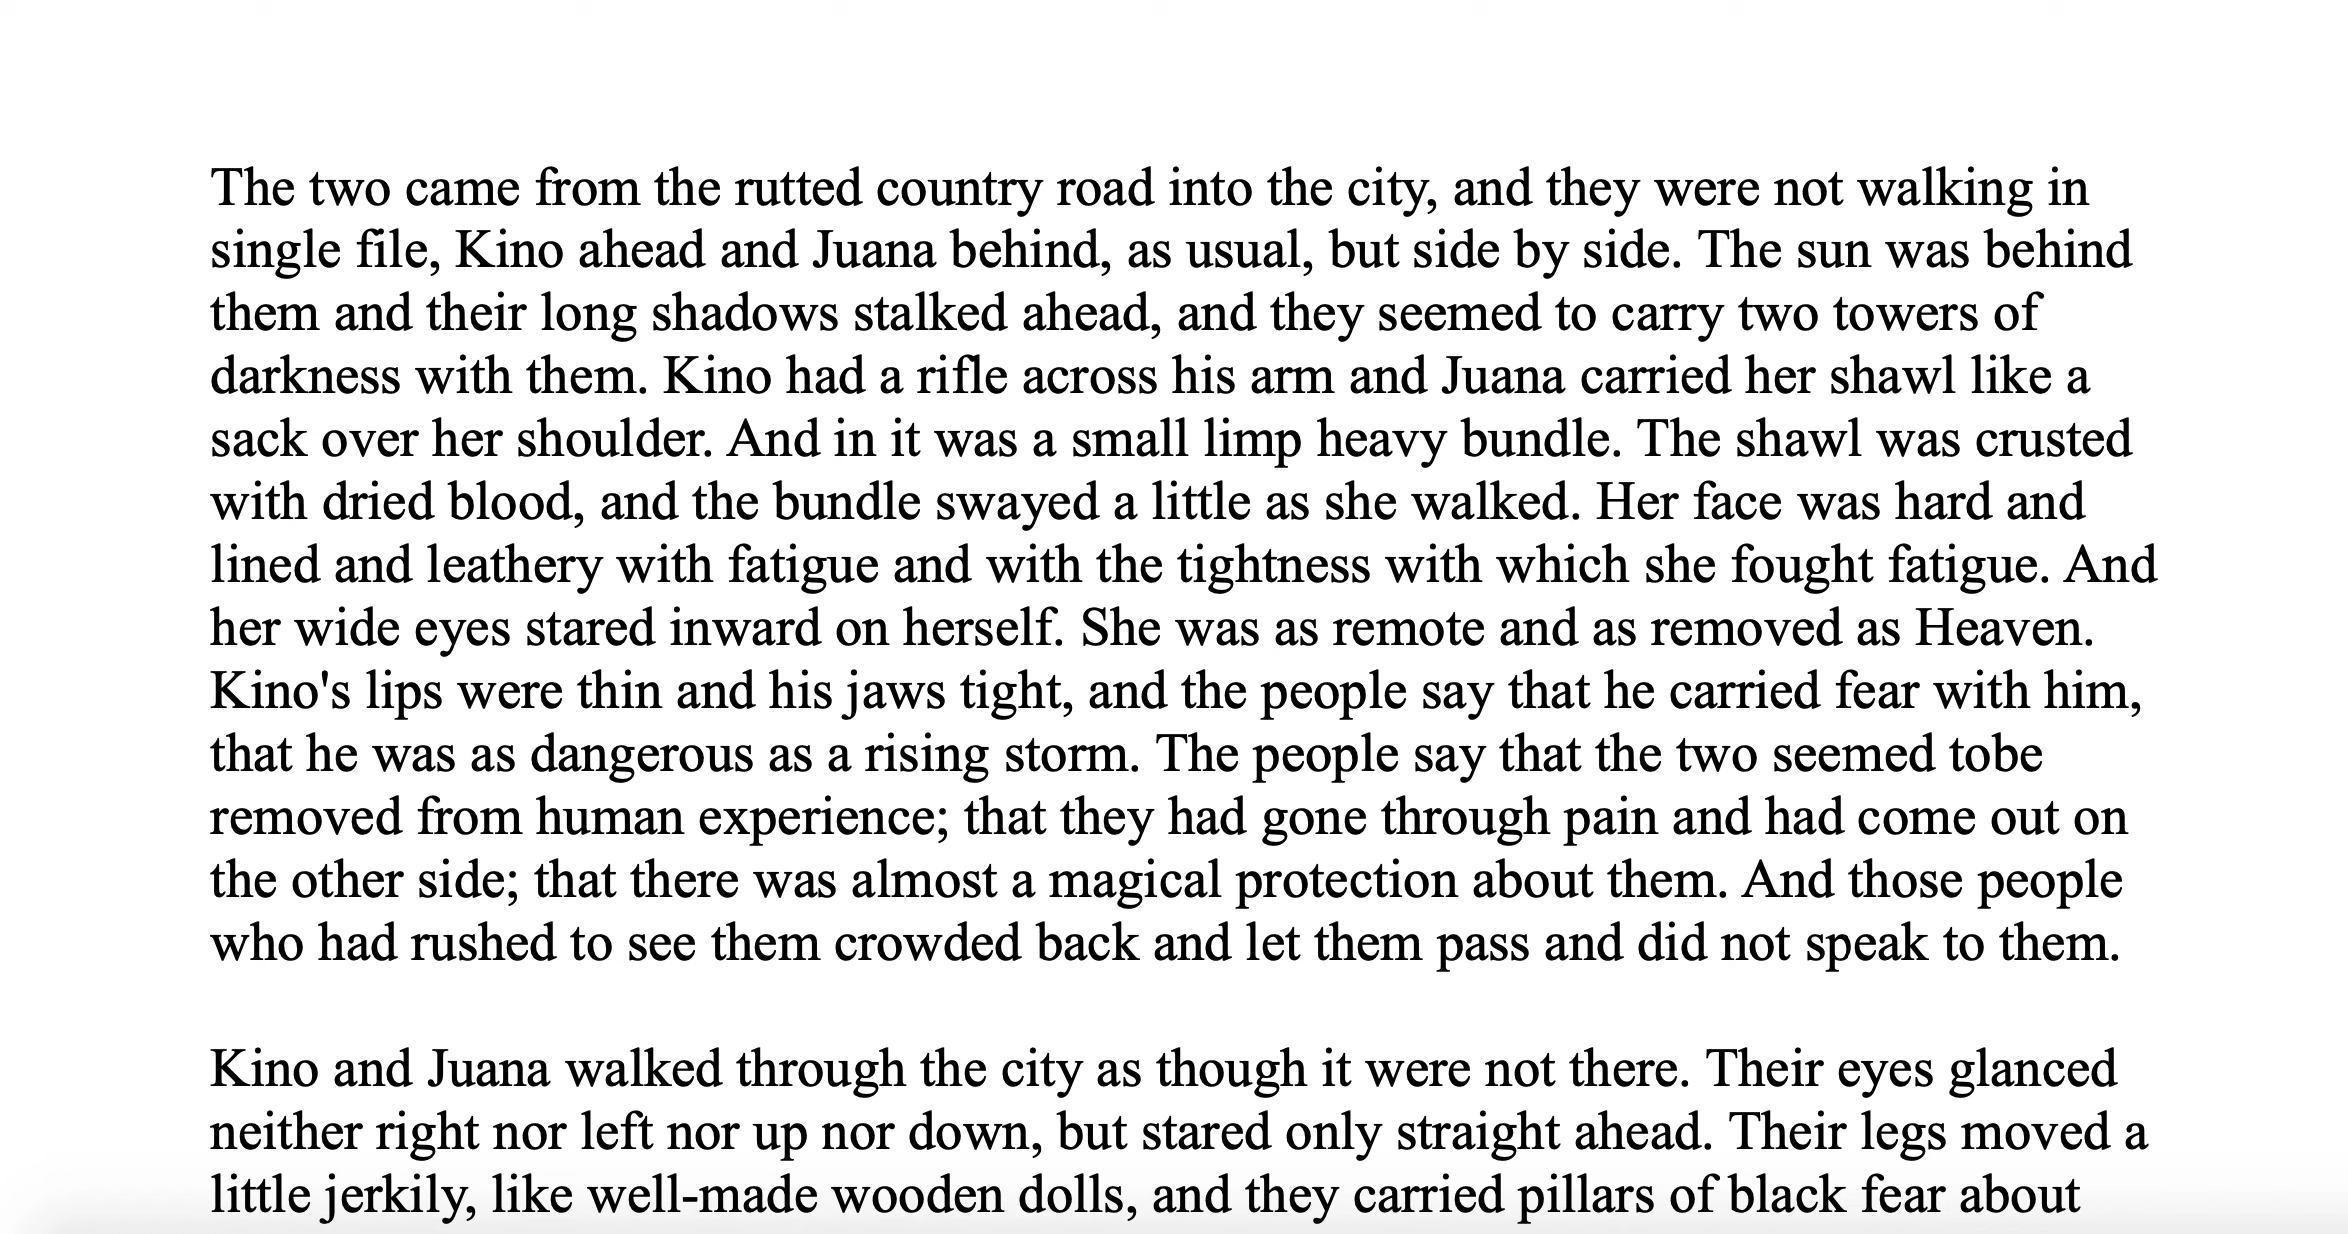 The two came from the rutted country road into the city, and they were not walking in
single file, Kino ahead and Juana behind, as usual, but side by side. The sun was behind
them and their long shadows stalked ahead, and they seemed to carry two towers of
darkness with them. Kino had a rifle across his arm and Juana carried her shawl like a
sack over her shoulder. And in it was a small limp heavy bundle. The shawl was crusted
with dried blood, and the bundle swayed a little as she walked. Her face was hard and
lined and leathery with fatigue and with the tightness with which she fought fatigue. And
her wide eyes stared inward on herself. She was as remote and as removed as Heaven.
Kino's lips were thin and his jaws tight, and the people say that he carried fear with him,
that he was as dangerous as a rising storm. The people say that the two seemed tobe
removed from human experience; that they had gone through pain and had come out on
the other side; that there was almost a magical protection about them. And those people
who had rushed to see them crowded back and let them pass and did not speak to them.
Kino and Juana walked through the city as though it were not there. Their eyes glanced
neither right nor left nor up nor down, but stared only straight ahead. Their legs moved a
little jerkily, like well-made wooden dolls, and they carried pillars of black fear about